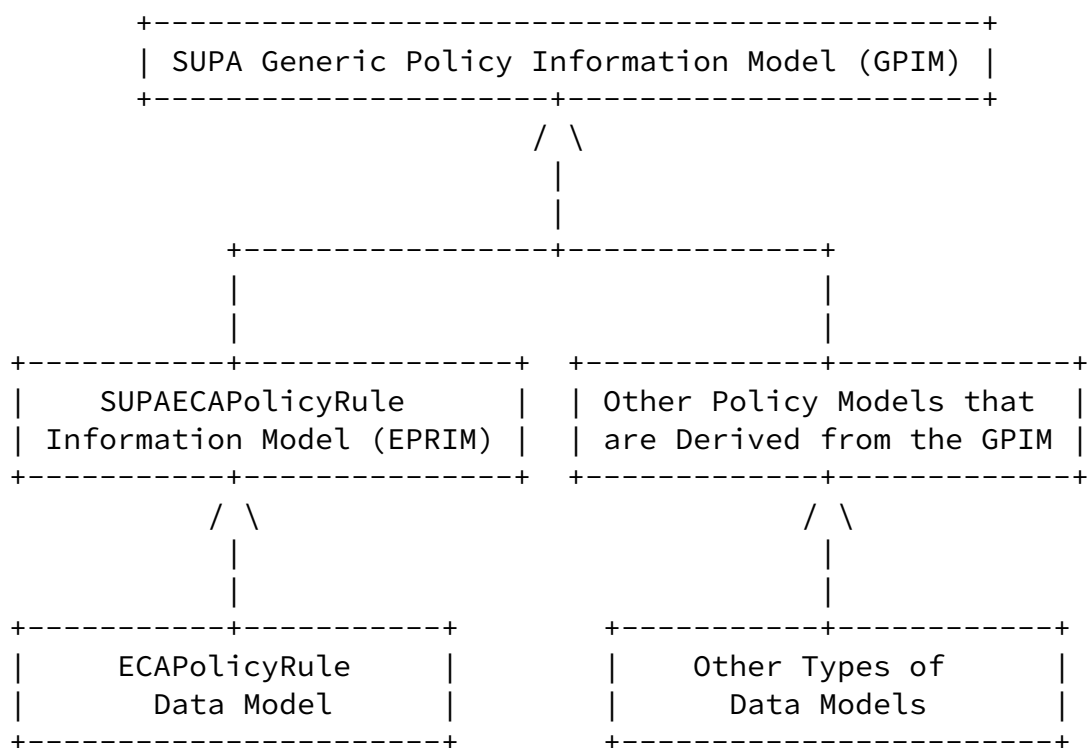 SUPA Generic Policy Information Model (GPIM)
SUPAECAPolicyRule
Information Model (EPRIM)
Other Policy Models that
are Derived from the GPIM
ECAPolicyRule
Data Model
Other Types of
Data Models